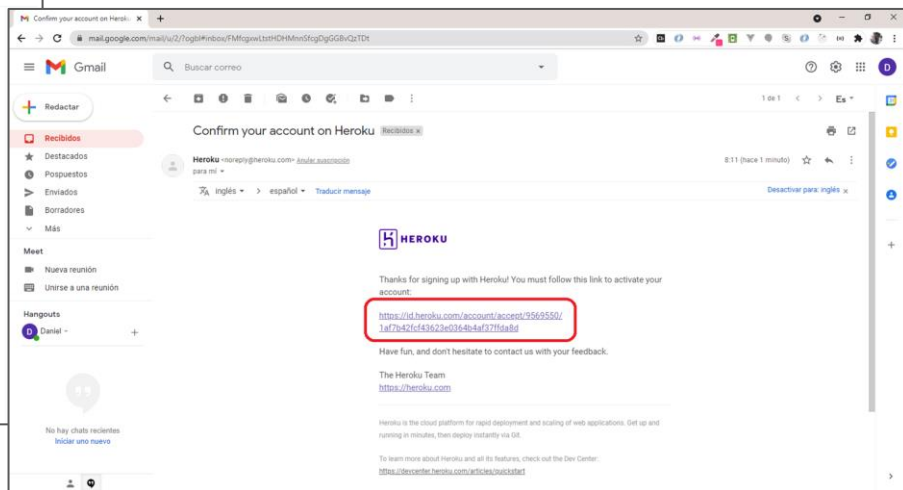 Confirm your account on Heroku
mail.google.com/mail/u/2/?ogbl#inbox/FMfcgxwLtstHDHMnnSfcgDgGGBvQzTDt
Gmail
Buscar correo
D
Redactar
1 de 1
Es
Recibidos
Destacados
Pospuestos
Enviados
Borradores
Más
Meet
Nueva reunión
Unirse a una reunión
Hangouts
D Daniel
No hay chats recientes
Iniciar uno nuevo
Confirm your account on Heroku Recibidos x
Heroku <noreply@heroku.com> Anular suscripción
8:11 (hace 1 minuto)
para mí
inglés > español Traducir mensaje
Desactivar para: inglés x
HEROKU
Thanks for signing up with Heroku! You must follow this link to activate your
account:
https://id.heroku.com/account/accept/9569550/
1af7b42fcf43623e0364b4af37ffda8d
Have fun, and don't hesitate to contact us with your feedback.
The Heroku Team
https://heroku.com
Heroku is the cloud platform for rapid deployment and scaling of web applications. Get up and
running in minutes, then deploy instantly via Git.
To learn more about Heroku and all its features, check out the Dev Center:
https://devcenter.heroku.com/articles/quickstart